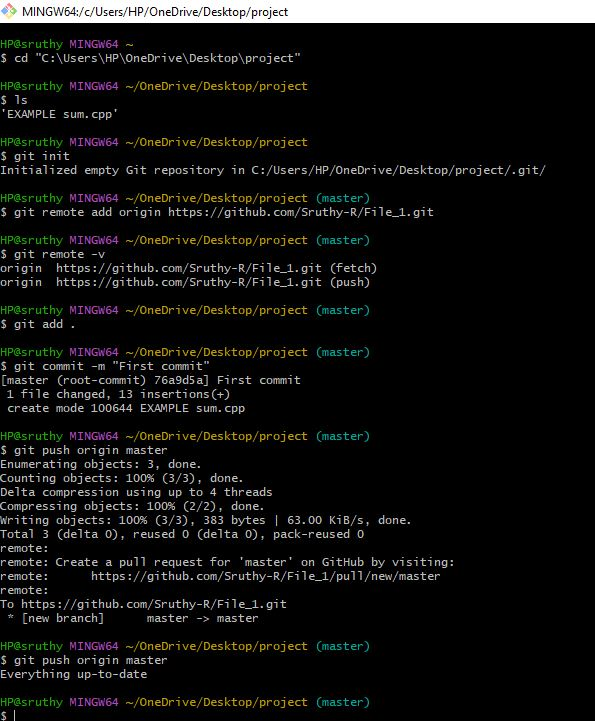 MINGW64:/c/Users/HP/OneDrive/Desktop/project
HP@sruthy MINGW64 ~
$ cd "C:\Users\HP\OneDrive\Desktop\project"
HP@sruthy MINGW64 ~/OneDrive/Desktop/project
$ ls
'EXAMPLE sum.cpp'
HP@sruthy MINGW64 ~/OneDrive/Desktop/project
$ git init
Initialized empty Git repository in C:/Users/HP/OneDrive/Desktop/project/.git/
HP@sruthy MINGW64 ~/OneDrive/Desktop/project (master)
$ git remote add origin https://github.com/Sruthy-R/File_1.git
HP@sruthy MINGW64 ~/OneDrive/Desktop/project (master)
$ git remote -v
origin  https://github.com/Sruthy-R/File_1.git (fetch)
origin  https://github.com/Sruthy-R/File_1.git (push)
HP@sruthy MINGW64 ~/OneDrive/Desktop/project (master)
$ git add .
HP@sruthy MINGW64 ~/OneDrive/Desktop/project (master)
$ git commit -m "First commit"
[master (root-commit) 76a9d5a] First commit
 1 file changed, 13 insertions(+)
 create mode 100644 EXAMPLE sum.cpp
HP@sruthy MINGW64 ~/OneDrive/Desktop/project (master)
$ git push origin master
Enumerating objects: 3, done.
Counting objects: 100% (3/3), done.
Delta compression using up to 4 threads
Compressing objects: 100% (2/2), done.
Writing objects: 100% (3/3), 383 bytes | 63.00 KiB/s, done.
Total 3 (delta 0), reused 0 (delta 0), pack-reused 0
remote:
remote: Create a pull request for 'master' on GitHub by visiting:
remote:      https://github.com/Sruthy-R/File_1/pull/new/master
remote:
To https://github.com/Sruthy-R/File_1.git
 * [new branch]      master -> master
HP@sruthy MINGW64 ~/OneDrive/Desktop/project (master)
$ git push origin master
Everything up-to-date
HP@sruthy MINGW64 ~/OneDrive/Desktop/project (master)
$